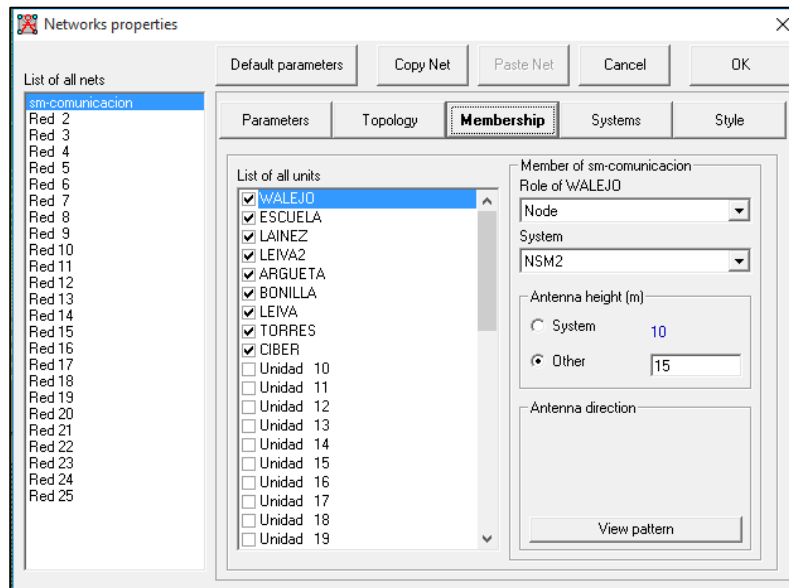 Networks properties
Default parameters
Copy Net
Paste Net
Cancel
OK
List of all nets
sm-comunicacion
Red 2
Red 3
Red 4
Red 5
Red 6
Red 7
Red 8
Red 9
Red 10
Red 11
Red 12
Red 13
Red 14
Red 15
Red 16
Red 17
Red 18
Red 19
Red 20
Red 21
Red 22
Red 23
Red 24
Red 25
Parameters
Topology
Membership
Systems
Style
List of all units
WALEJO
ESCUELA
LAINEZ
LEIVA2
ARGUETA
BONILLA
LEIVA
TORRES
CIBER
Unidad 10
Unidad 11
Unidad 12
Unidad 13
Unidad 14
Unidad 15
Unidad 16
Unidad 17
Unidad 18
Unidad 19
Member of sm-comunicacion
Role of WALEJO
Node
System
NSM2
Antenna height (m)
System 10
Other 15
Antenna direction
View pattern